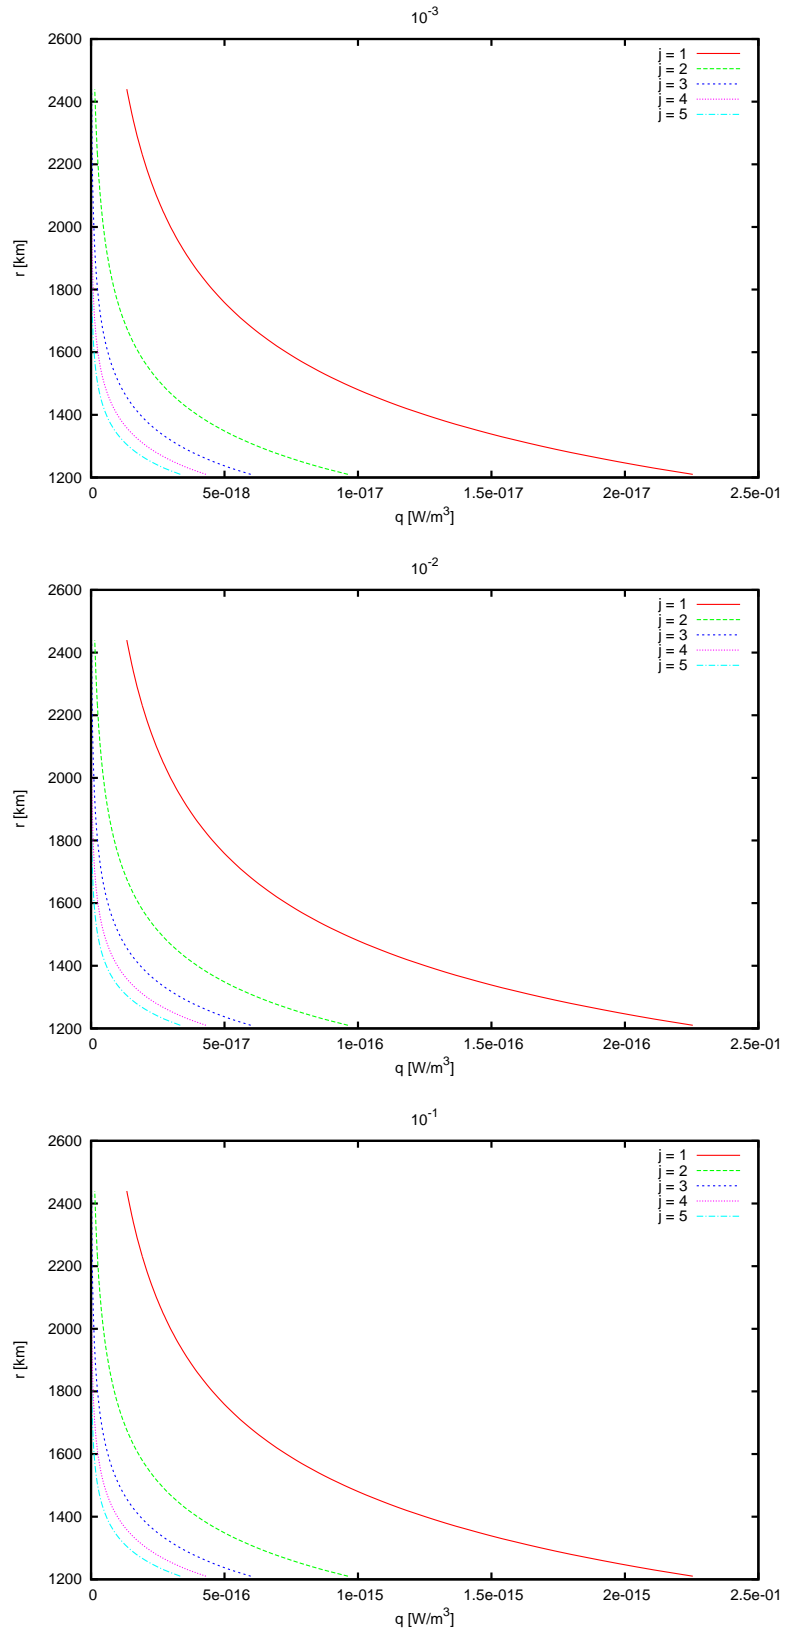 10-3
2600
2400
2200
2000
1800
1600
1400
1200
r [km]
j = 1
j = 2
j = 3
j = 4
j = 5
0 5e-018 1e-017 1.5e-017 2e-017 2.5e-01
q [W/m3]
10-2
2600
2400
2200
2000
1800
1600
1400
1200
r [km]
j = 1
j = 2
j = 3
j = 4
j = 5
0 5e-017 1e-016 1.5e-016 2e-016 2.5e-01
q [W/m3]
10-1
2600
2400
2200
2000
1800
1600
1400
1200
r [km]
j = 1
j = 2
j = 3
j = 4
j = 5
0 5e-016 1e-015 1.5e-015 2e-015 2.5e-01
q [W/m3]